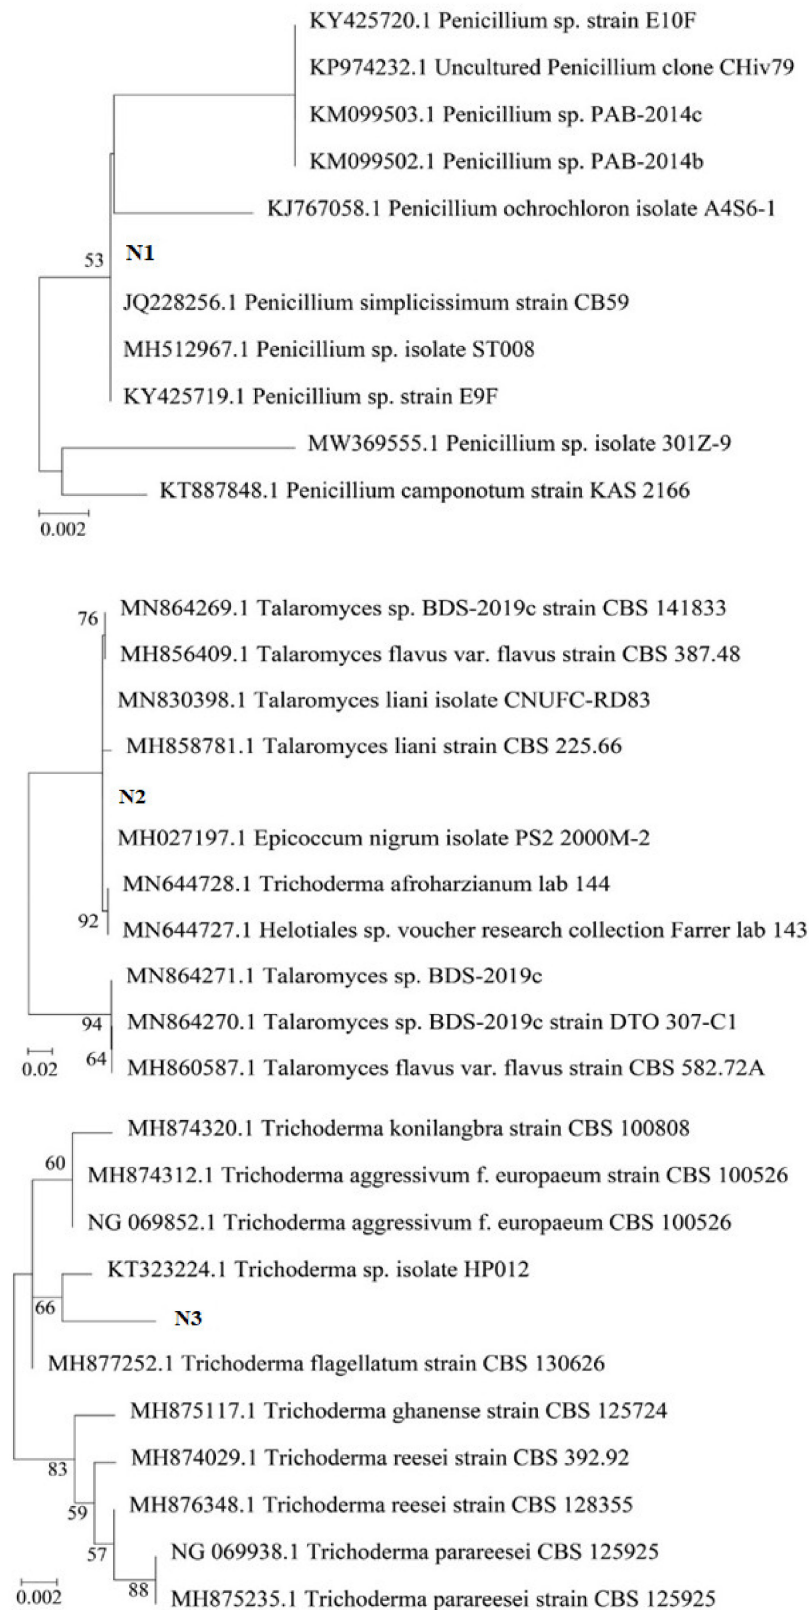 KY425720.1 Penicillium sp. strain E10F
KP974232.1 Uncultured Penicillium clone CHiv79
KM099503.1 Penicillium sp. PAB-2014c
KM099502.1 Penicillium sp. PAB-2014b
KJ767058.1 Penicillium ochrochloron isolate A4S6-1
53 N1
JQ228256.1 Penicillium simplicissimum strain CB59
MH512967.1 Penicillium sp. isolate ST008
KY425719.1 Penicillium sp. strain E9F
MW369555.1 Penicillium sp. isolate 301Z-9
KT887848.1 Penicillium camponotum strain KAS 2166
0.002
76 MN864269.1 Talaromyces sp. BDS-2019c strain CBS 141833
MH856409.1 Talaromyces flavus var. flavus strain CBS 387.48
MN830398.1 Talaromyces liani isolate CNUFC-RD83
MH858781.1 Talaromyces liani strain CBS 225.66
N2
MH027197.1 Epicoccum nigrum isolate PS2 2000M-2
MN644728.1 Trichoderma afroharzianum lab 144
92 MN644727.1 Helotiales sp. voucher research collection Farrer lab 143
MN864271.1 Talaromyces sp. BDS-2019c
94 MN864270.1 Talaromyces sp. BDS-2019c strain DTO 307-C1
64 MH860587.1 Talaromyces flavus var. flavus strain CBS 582.72A
0.02
MH874320.1 Trichoderma konilangbra strain CBS 100808
60 MH874312.1 Trichoderma aggressivum f. europaeum strain CBS 100526
NG 069852.1 Trichoderma aggressivum f. europaeum CBS 100526
KT323224.1 Trichoderma sp. isolate HP012
66 N3
MH877252.1 Trichoderma flagellatum strain CBS 130626
MH875117.1 Trichoderma ghanense strain CBS 125724
83 MH874029.1 Trichoderma reesei strain CBS 392.92
59 MH876348.1 Trichoderma reesei strain CBS 128355
57 NG 069938.1 Trichoderma parareesei CBS 125925
88 MH875235.1 Trichoderma parareesei strain CBS 125925
0.002